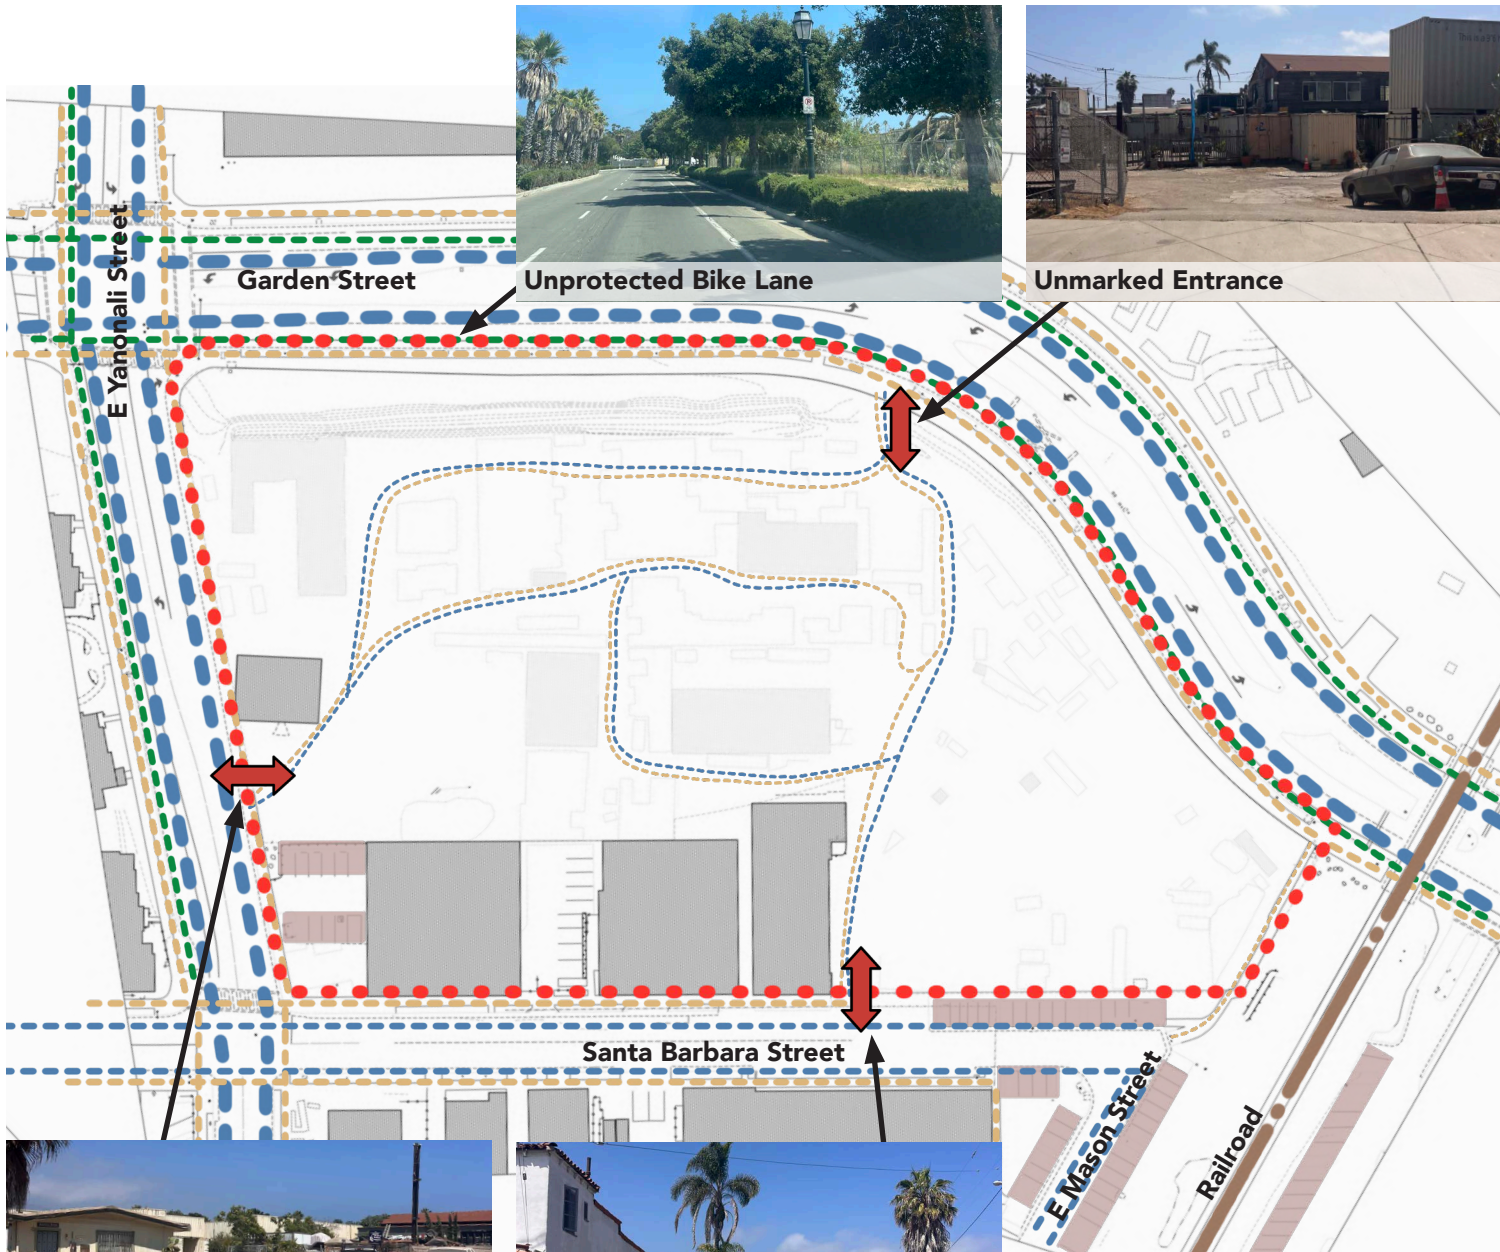 Unprotected Bike Lane
Unmarked Entrance
E Yanonali Street
Garden Street
Santa Barbara Street
E Mason Street
Railroad